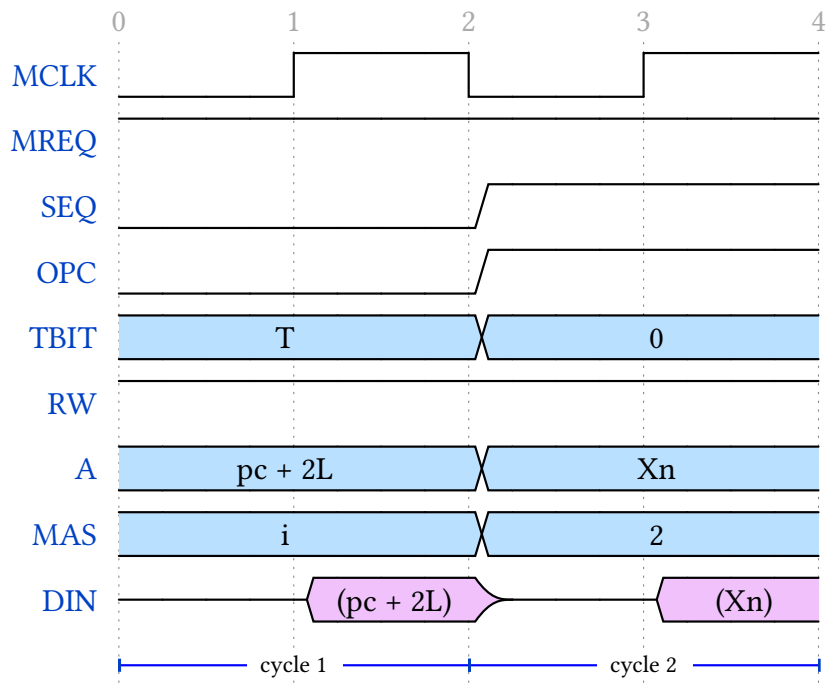 0 1 2 3 4
MCLK
MREQ
SEQ
OPC
TBIT T 0
RW
A pc + 2L Xn
MAS i 2
DIN (pc + 2L) (Xn)
cycle 1 cycle 2